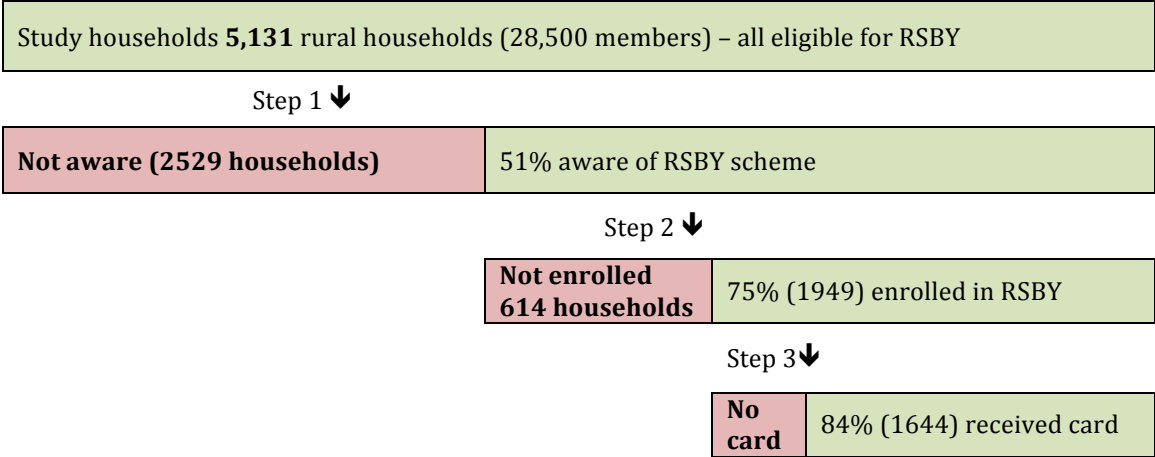 Study households 5,131 rural households (28,500 members) – all eligible for RSBY
Step 1 🡻
Not aware (2529 households)
51% aware of RSBY scheme
Step 2 🡻
Not enrolled
614 households
75% (1949) enrolled in RSBY
Step 3🡻
No
card
84% (1644) received card